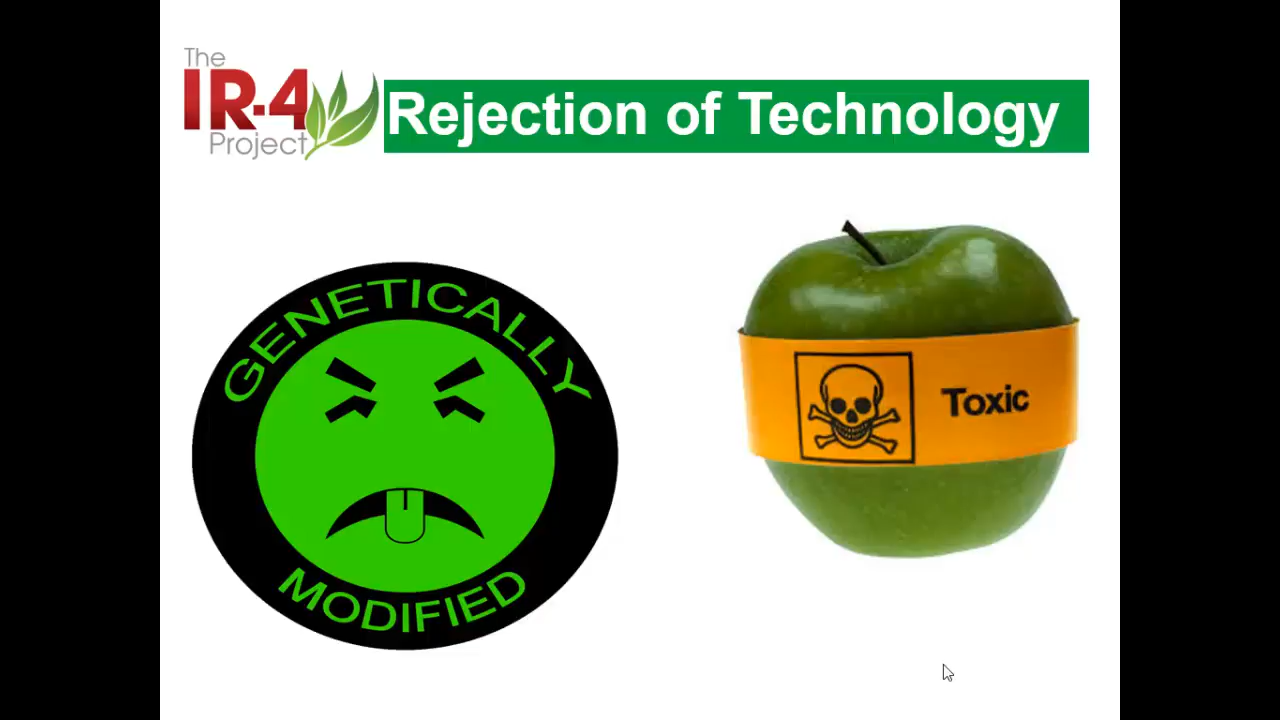 The
IR-4
Project
Rejection of Technology
GENETICALLY
MODIFIED
Toxic